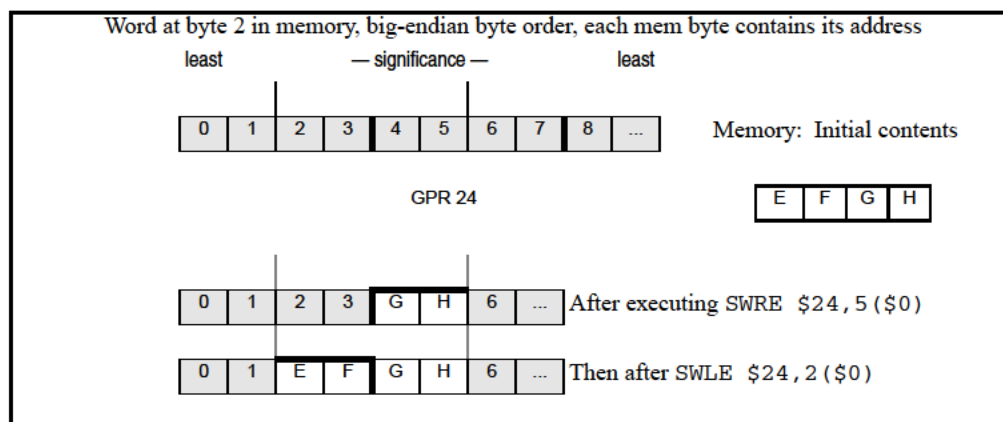 Word at byte 2 in memory, big-endian byte order, each mem byte contains its address
least — significance — least
0 1 2 3 4 5 6 7 8 ... Memory: Initial contents
GPR 24 E F G H
0 1 2 3 G H 6 ... After executing SWRE $24,5($0)
0 1 E F G H 6 ... Then after SWLE $24,2($0)